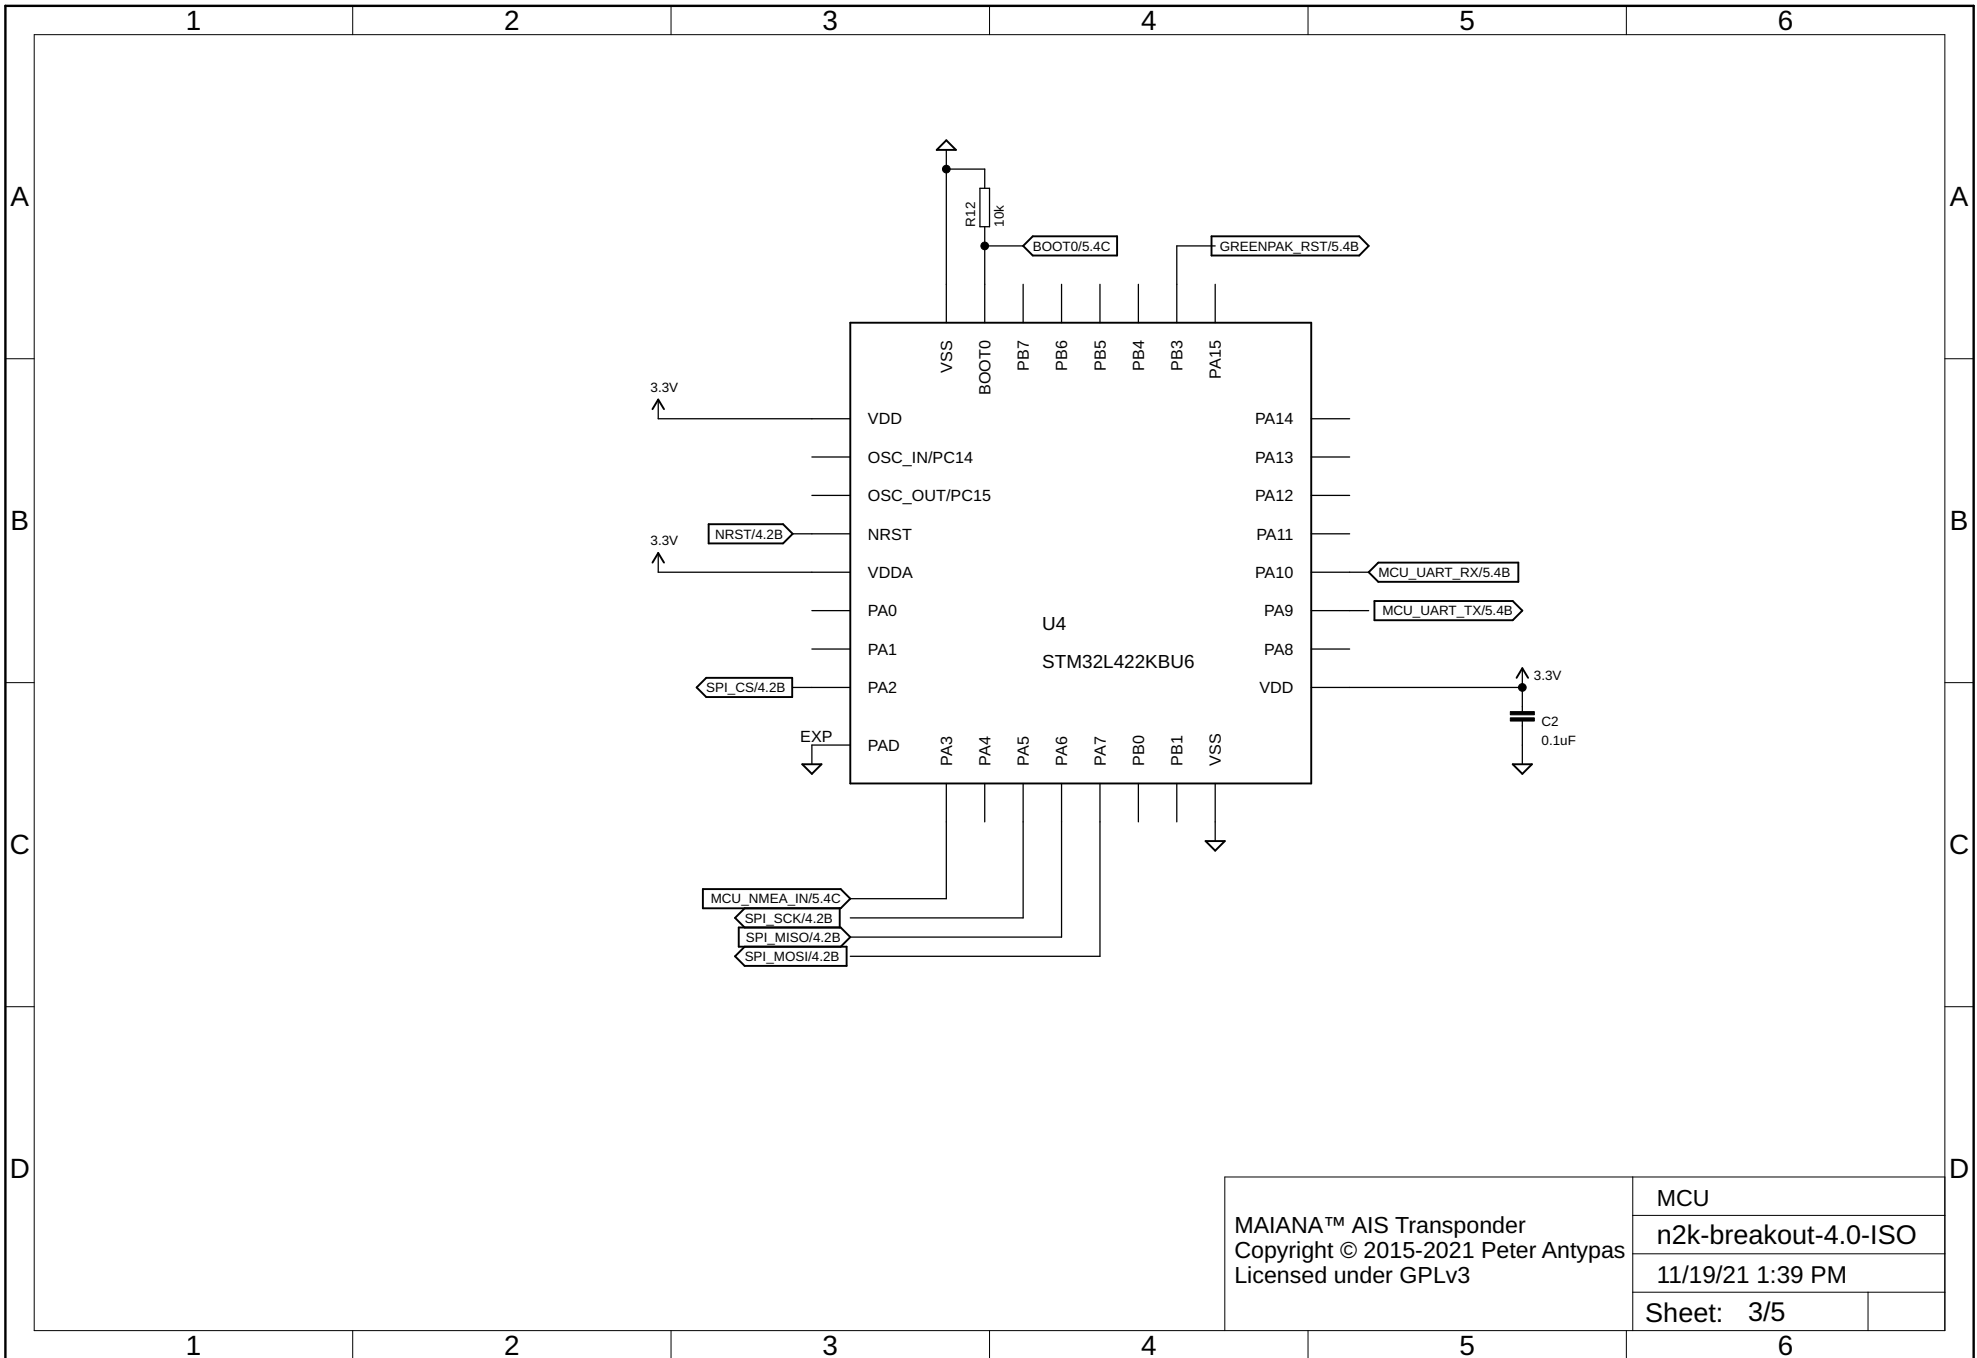 1 2 3 4 5 6
A A
R12
10k
BOOT0/5.4C
GREENPAK_RST/5.4B
VSS
BOOT0
PB7
PB6
PB5
PB4
PB3
PA15
3.3V
VDD
PA14
OSC_IN/PC14
PA13
OSC_OUT/PC15
PA12
B B
NRST/4.2B
NRST
PA11
3.3V
VDDA
PA10
MCU_UART_RX/5.4B
PA0
PA9
MCU_UART_TX/5.4B
U4
PA1
PA8
STM32L422KBU6
SPI_CS/4.2B
PA2
VDD
3.3V
C2
0.1uF
EXP
PAD
PA3
PA4
PA5
PA6
PA7
PB0
PB1
VSS
C C
MCU_NMEA_IN/5.4C
SPI_SCK/4.2B
SPI_MISO/4.2B
SPI_MOSI/4.2B
D D
MAIANA™ AIS Transponder
Copyright © 2015-2021 Peter Antypas
Licensed under GPLv3
MCU
n2k-breakout-4.0-ISO
11/19/21 1:39 PM
Sheet: 3/5
1 2 3 4 5 6